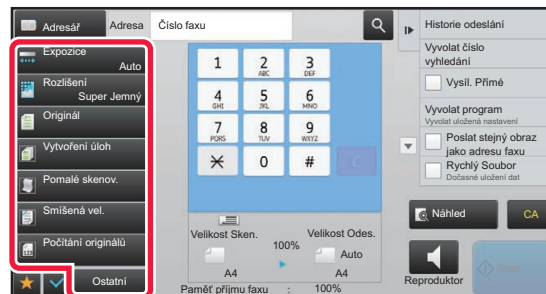 Adresář
Adresa
Číslo faxu
Expozice
Auto
Rozlišení
Super Jemný
Originál
Vytvoření úloh
Pomalé skenov.
Smíšená vel.
Počítání originálů
Ostatní
1
2 ABC
3 DEF
4 GHI
5 JKL
6 MNO
7 PQRS
8 TUV
9 WXYZ
0
#
C
Velikost Sken.
100%
Velikost Odes.
Auto
A4
A4
Paměť příjmu faxu : 100%
Historie odeslání
Vyvolat číslo
vyhledání
Vysíl. Přímé
Vyvolat program
Vyvolat uložená nastavení
Poslat stejný obraz
jako adresu faxu
Rychlý Soubor
Dočasné uložení dat
Náhled
CA
Reproduktor
Start